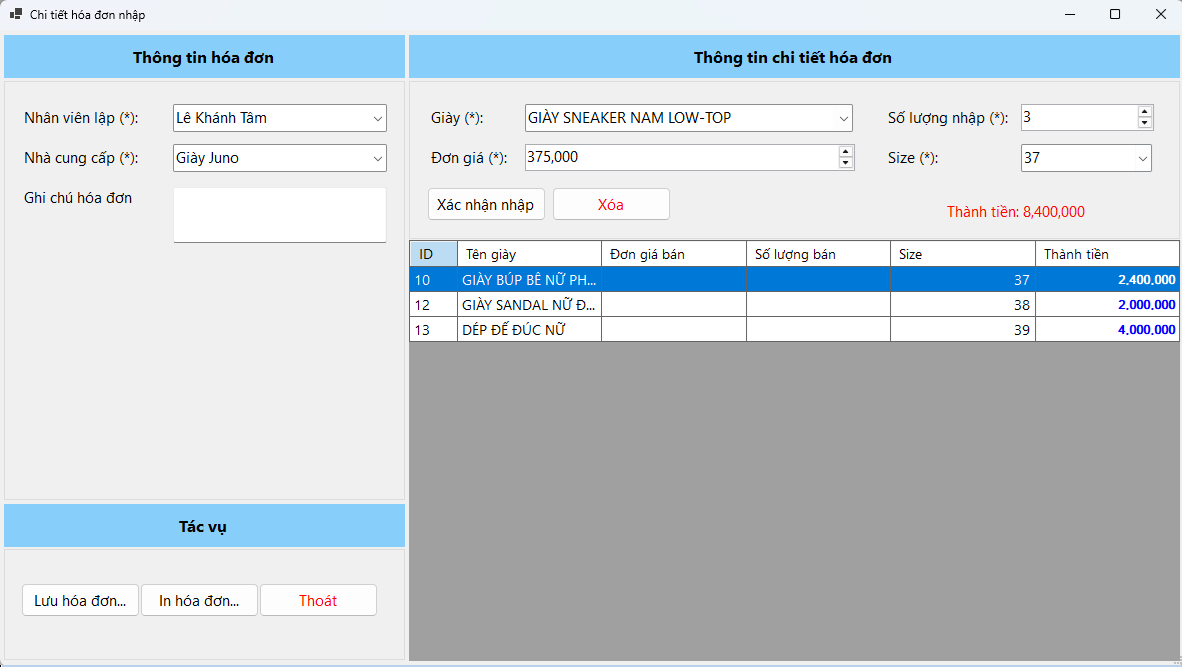 Chi tiết hóa đơn nhập
Thông tin hóa đơn
Nhân viên lập (*): Lê Khánh Tâm
Nhà cung cấp (*): Giày Juno
Ghi chú hóa đơn
Tác vụ
Lưu hóa đơn... In hóa đơn... Thoát
Thông tin chi tiết hóa đơn
Giày (*): GIÀY SNEAKER NAM LOW-TOP Số lượng nhập (*): 3
Đơn giá (*): 375,000 Size (*): 37
Xác nhận nhập Xóa Thành tiền: 8,400,000
ID Tên giày Đơn giá bán Số lượng bán Size Thành tiền
10 GIÀY BÚP BÊ NỮ PH... 37 2,400,000
12 GIÀY SANDAL NỮ Đ... 38 2,000,000
13 DÉP ĐẾ ĐÚC NỮ 39 4,000,000